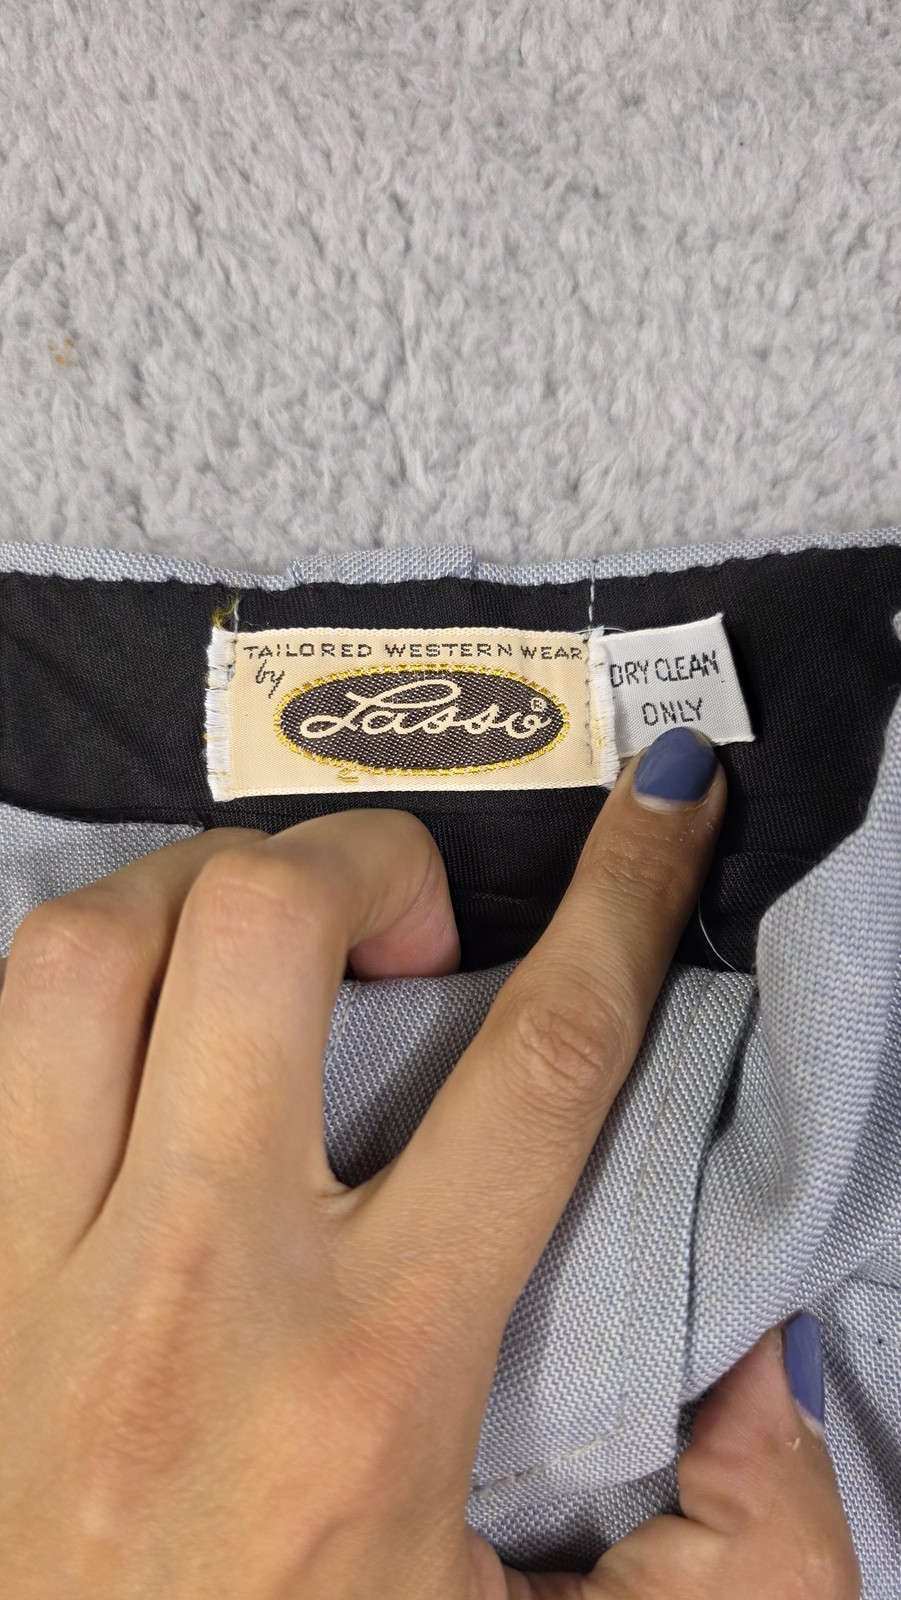 TAILORED WESTERN WEAR
by
Lasso®
DRY CLEAN
ONLY